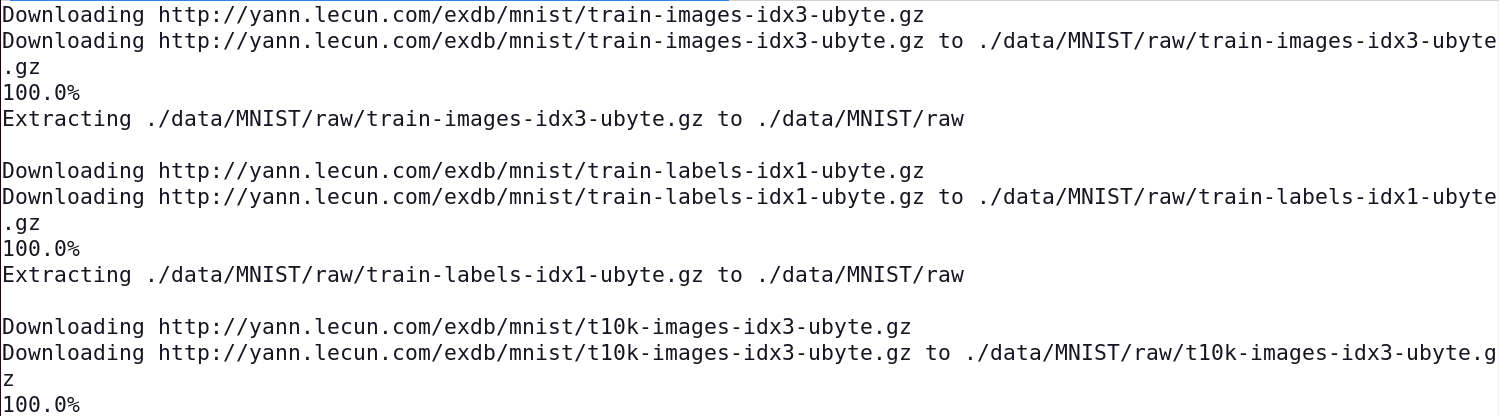 Downloading http://yann.lecun.com/exdb/mnist/train-images-idx3-ubyte.gz
Downloading http://yann.lecun.com/exdb/mnist/train-images-idx3-ubyte.gz to ./data/MNIST/raw/train-images-idx3-ubyte
.gz
100.0%
Extracting ./data/MNIST/raw/train-images-idx3-ubyte.gz to ./data/MNIST/raw

Downloading http://yann.lecun.com/exdb/mnist/train-labels-idx1-ubyte.gz
Downloading http://yann.lecun.com/exdb/mnist/train-labels-idx1-ubyte.gz to ./data/MNIST/raw/train-labels-idx1-ubyte
.gz
100.0%
Extracting ./data/MNIST/raw/train-labels-idx1-ubyte.gz to ./data/MNIST/raw

Downloading http://yann.lecun.com/exdb/mnist/t10k-images-idx3-ubyte.gz
Downloading http://yann.lecun.com/exdb/mnist/t10k-images-idx3-ubyte.gz to ./data/MNIST/raw/t10k-images-idx3-ubyte.g
z
100.0%